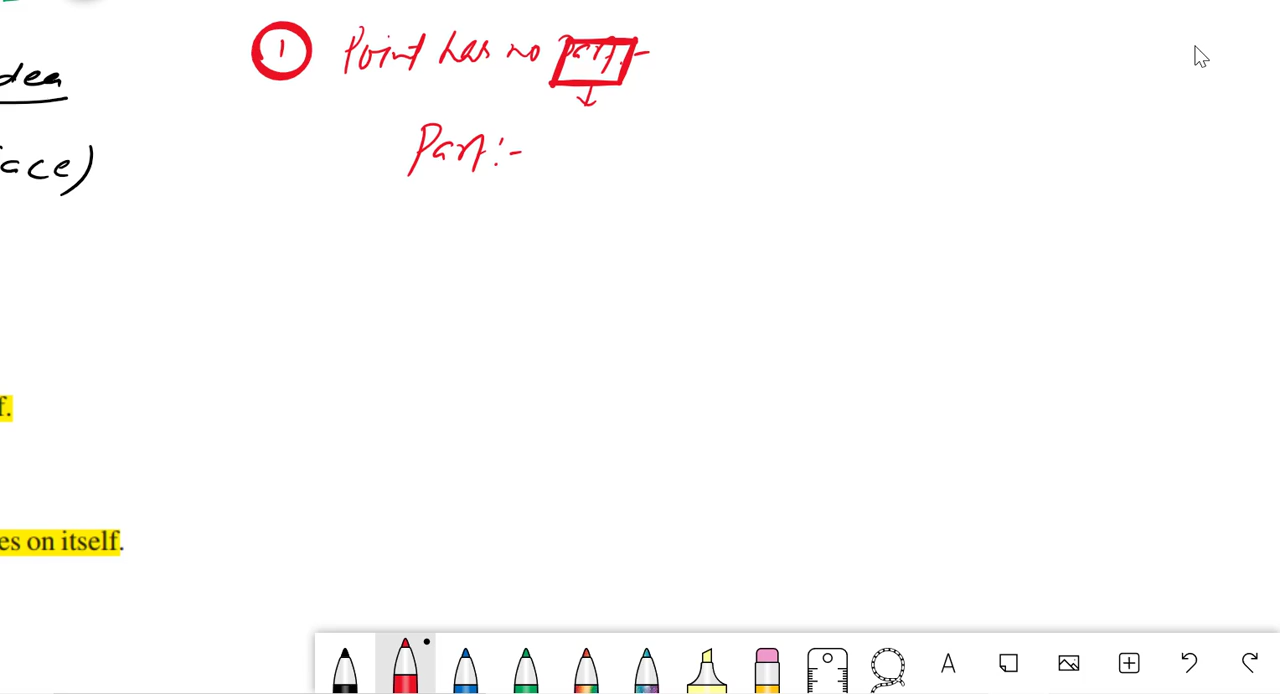 ① Point has no part:-
dea
Part:-
ace)
f.
es on itself.
A